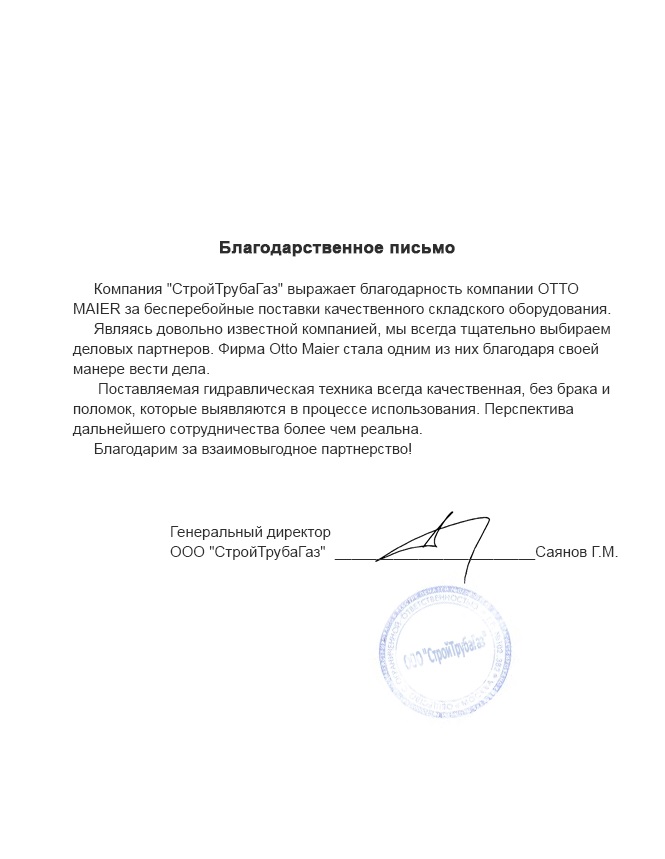 Благодарственное письмо
Компания "СтройТрубаГаз" выражает благодарность компании OTTO
MAIER за бесперебойные поставки качественного складского оборудования.
Являясь довольно известной компанией, мы всегда тщательно выбираем
деловых партнеров. Фирма Otto Maier стала одним из них благодаря своей
манере вести дела.
Поставляемая гидравлическая техника всегда качественная, без брака и
поломок, которые выявляются в процессе использования. Перспектива
дальнейшего сотрудничества более чем реальна.
Благодарим за взаимовыгодное партнерство!
Генеральный директор
ООО "СтройТрубаГаз" ________________________Саянов Г.М.
ООО "СтройТрубаГаз"